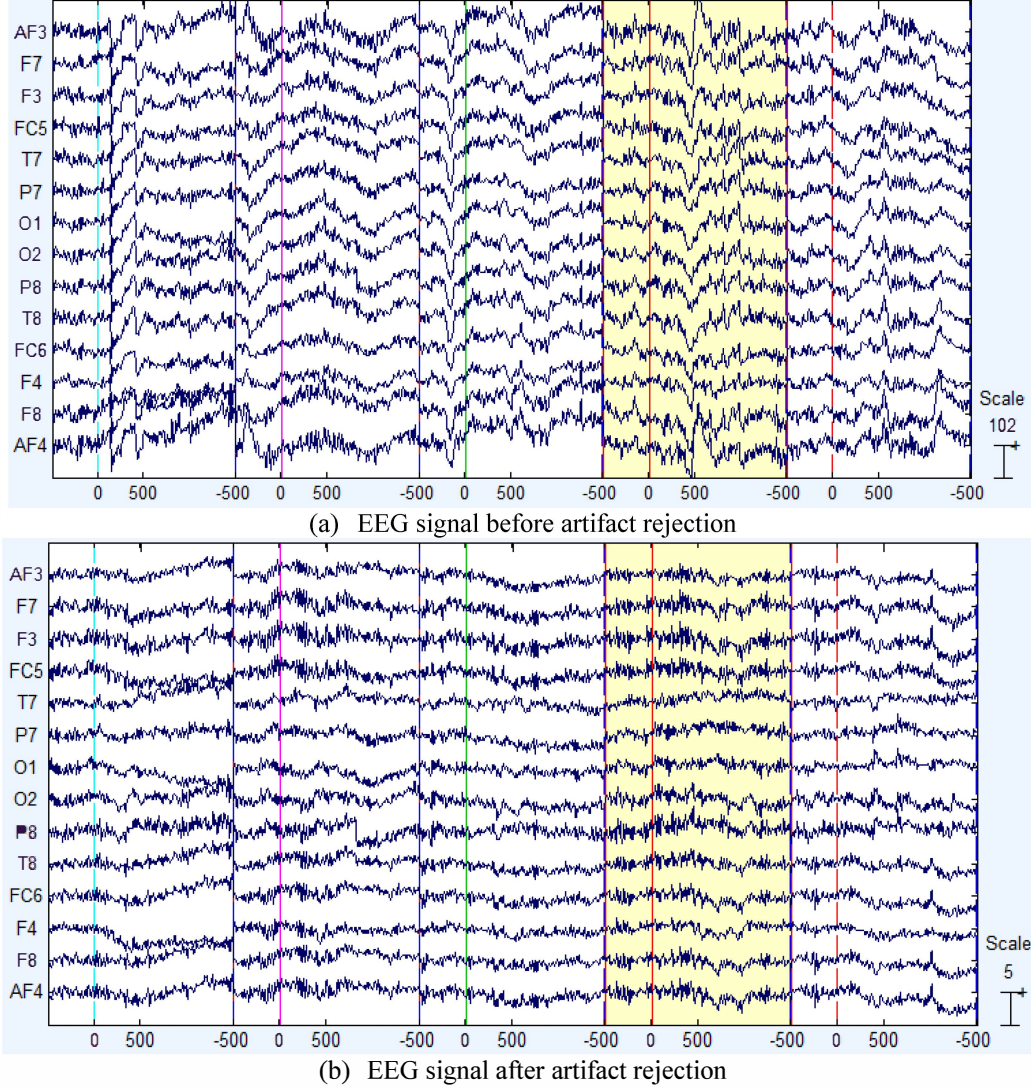 AF3
F7
F3
FC5
T7
P7
O1
O2
P8
T8
FC6
F4
F8
AF4
Scale
102
+
0 500 -500 0 500 -500 0 500 -500 0 500 -500 0 500 -500
(a) EEG signal before artifact rejection
AF3
F7
F3
FC5
T7
P7
O1
O2
P8
T8
FC6
F4
F8
AF4
Scale
5
+
0 500 -500 0 500 -500 0 500 -500 0 500 -500 0 500 -500
(b) EEG signal after artifact rejection